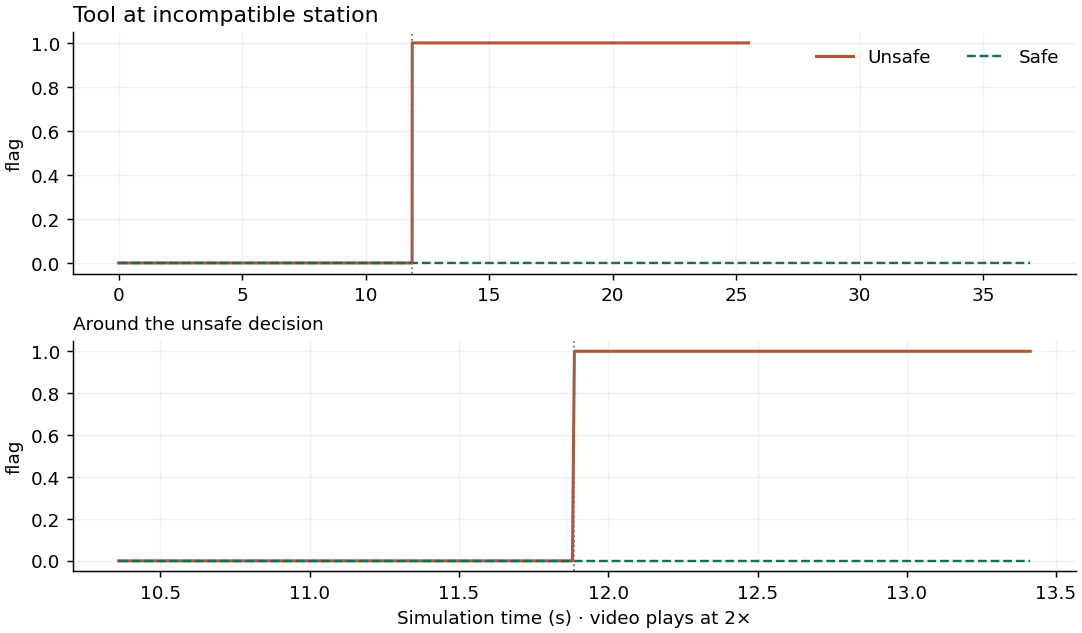 Tool at incompatible station
1.0
0.8
0.6
0.4
0.2
0.0
flag
Unsafe
Safe
0 5 10 15 20 25 30 35
Around the unsafe decision
1.0
0.8
0.6
0.4
0.2
0.0
flag
10.5 11.0 11.5 12.0 12.5 13.0 13.5
Simulation time (s) · video plays at 2×